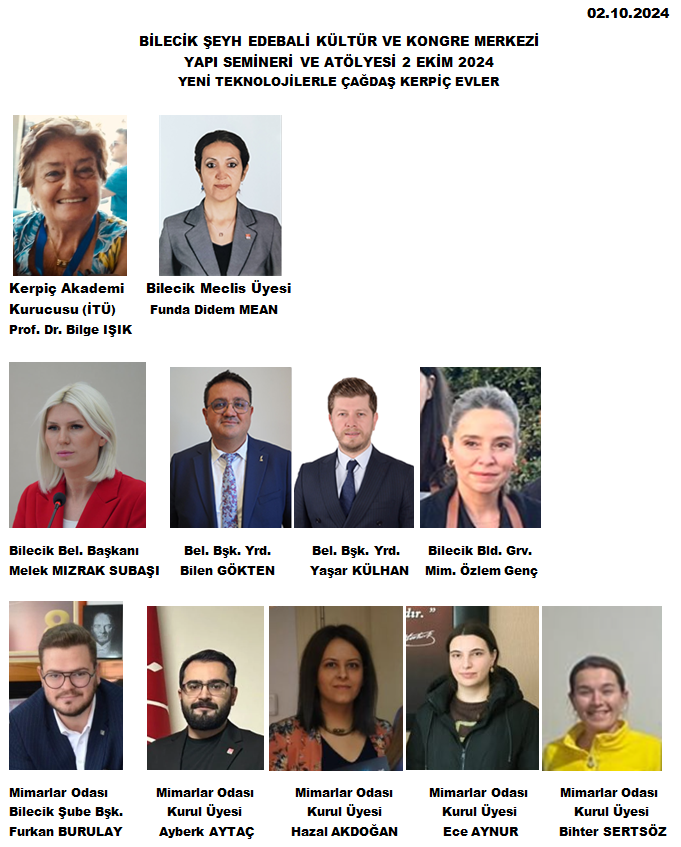 02.10.2024
BİLECİK ŞEYH EDEBALİ KÜLTÜR VE KONGRE MERKEZİ
YAPI SEMİNERİ VE ATÖLYESİ 2 EKİM 2024
YENİ TEKNOLOJİLERLE ÇAĞDAŞ KERPİÇ EVLER
Kerpiç Akademi
Kurucusu (İTÜ)
Prof. Dr. Bilge IŞIK
Bilecik Meclis Üyesi
Funda Didem MEAN
Bilecik Bel. Başkanı
Melek MIZRAK SUBAŞI
Bel. Bşk. Yrd.
Bilen GÖKTEN
Bel. Bşk. Yrd.
Yaşar KÜLHAN
Bilecik Bld. Grv.
Mim. Özlem Genç
dır. ”
Mimarlar Odası
Bilecik Şube Bşk.
Furkan BURULAY
Mimarlar Odası
Kurul Üyesi
Ayberk AYTAÇ
Mimarlar Odası
Kurul Üyesi
Hazal AKDOĞAN
Mimarlar Odası
Kurul Üyesi
Ece AYNUR
Mimarlar Odası
Kurul Üyesi
Bihter SERTSÖZ